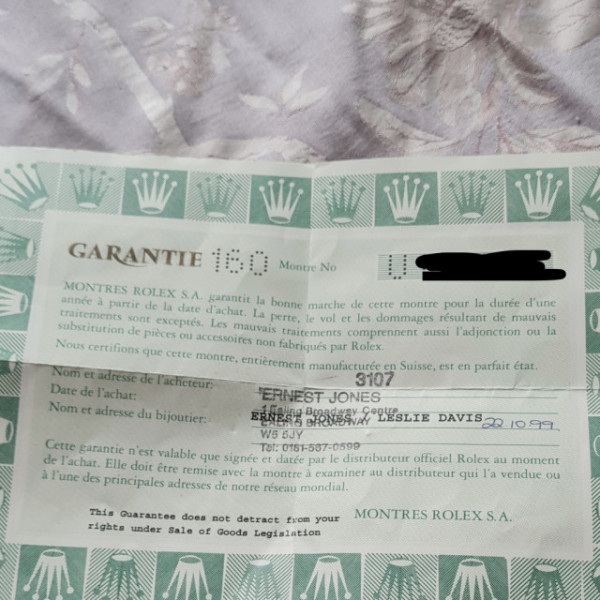 GARANTIE 160 Montre No U
MONTRES ROLEX S.A. garantit la bonne marche de cette montre pour la durée d'une
année à partir de la date d'achat. La perte, le vol et les dommages résultant de mauvais
traitements sont exceptés. Les mauvais traitements comprennent aussi l'adjonction ou la
substitution de pièces ou accessoires non fabriqués par Rolex.
Nous certifions que cette montre, entièrement manufacturée en Suisse, est en parfait état.
3107
Nom et adresse de l'acheteur:
ERNEST JONES
Date de l'achat:
Ealing Broadway Centre
Nom et adresse du bijoutier: ERNEST JONES / LESLIE DAVIS 22.10.99.
EALING BROADWAY
W5 5JY
Tel: 0181-567-0599
Cette garantie n'est valable que signée et datée par le distributeur officiel Rolex au moment
de l'achat. Elle doit être remise avec la montre à examiner au distributeur qui l'a vendue ou
à l'une des principales adresses de notre réseau mondial.
This Guarantee does not detract from your
rights under Sale of Goods Legislation
MONTRES ROLEX S.A.